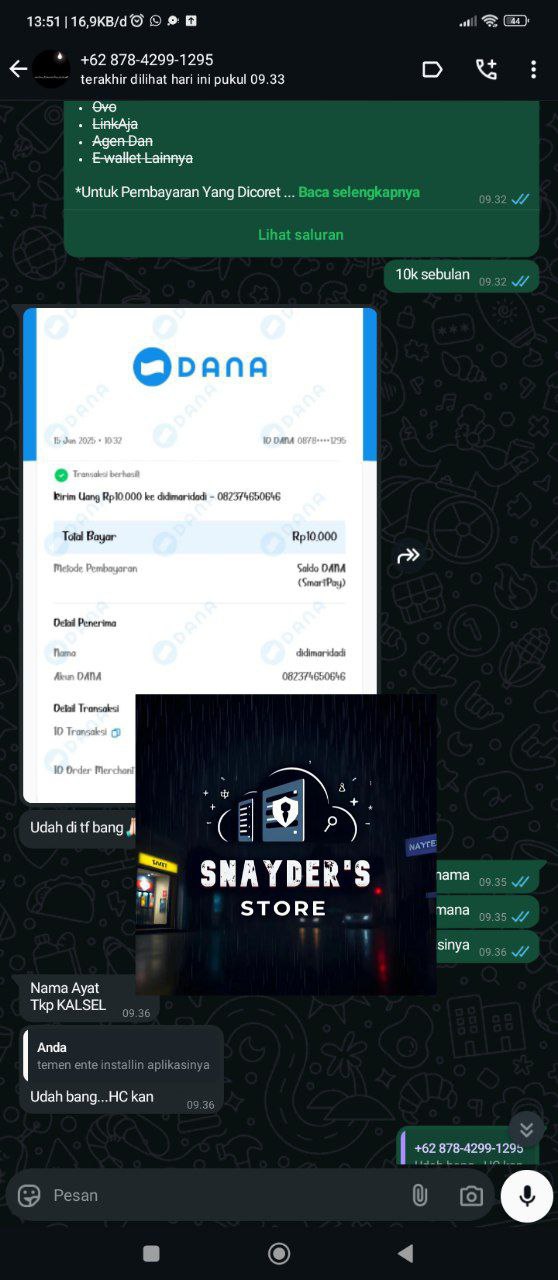 13:51 | 16,9KB/d
44
+62 878-4299-1295
terakhir dilihat hari ini pukul 09.33
Ovo
LinkAja
Agen Dan
E-wallet Lainnya
*Untuk Pembayaran Yang Dicoret ... Baca selengkapnya
09.32
Lihat saluran
10k sebulan 09.32
DANA
15 Jun 2025 • 10:32 ID DANA 0878••••1295
Transaksi berhasil!
Kirim Uang Rp10.000 ke didimaridadi - 082374650646
Total Bayar Rp10.000
Metode Pembayaran Saldo DANA
(SmartPay)
Detail Penerima
Nama didimaridadi
Akun DANA 082374650646
Detail Transaksi
ID Transaksi
ID Order Merchant
Udah di tf bang
SNAYDER'S
STORE
nama 09.35
mana 09.35
sinya 09.36
Nama Ayat
Tkp KALSEL 09.36
Anda
temen ente installin aplikasinya
Udah bang...HC kan 09.36
+62 878-4299-1295
Pesan